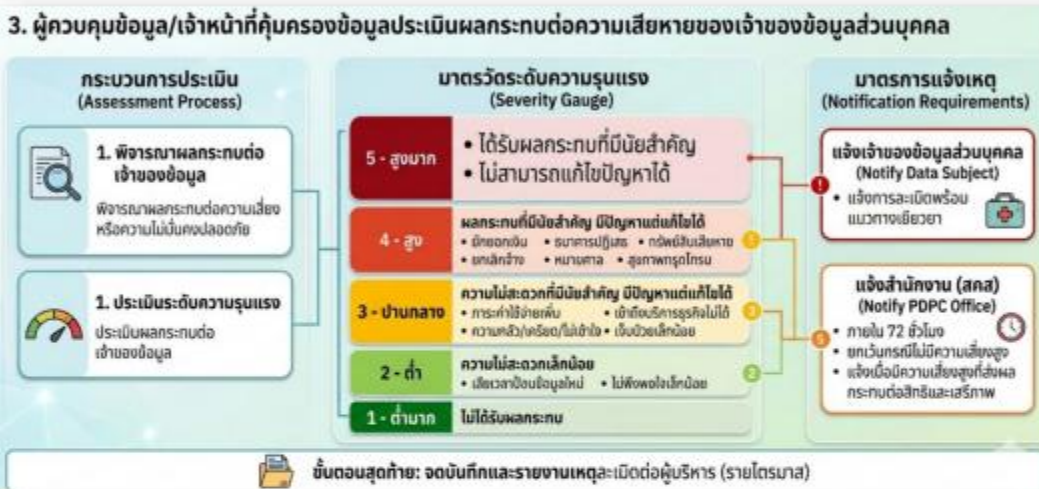 3. ผู้ควบคุมข้อมูล/เจ้าหน้าที่คุ้มครองข้อมูลประเมินผลกระทบต่อความเสียหายของเจ้าของข้อมูลส่วนบุคคล
กระบวนการประเมิน
(Assessment Process)
1. พิจารณาผลกระทบต่อ
เจ้าของข้อมูล
พิจารณาผลกระทบต่อความเสี่ยง
หรือความไม่มั่นคงปลอดภัย
1. ประเมินระดับความรุนแรง
ประเมินผลกระทบต่อ
เจ้าของข้อมูล
มาตรวัดระดับความรุนแรง
(Severity Gauge)
5 - สูงมาก
• ได้รับผลกระทบที่มีนัยสำคัญ
• ไม่สามารถแก้ไขปัญหาได้
4 - สูง
ผลกระทบที่มีนัยสำคัญ มีปัญหาแต่แก้ไขได้
• ยักยอกเงิน • ธนาคารปฏิเสธ • ทรัพย์สินเสียหาย
• ยกเลิกจ้าง • หมายศาล • สุขภาพทรุดโทรม
3 - ปานกลาง
ความไม่สะดวกที่มีนัยสำคัญ มีปัญหาแต่แก้ไขได้
• ภาระค่าใช้จ่ายเพิ่ม • เข้าถึงบริการธุรกิจไม่ได้
• ความกลัว/เครียด/ไม่เข้าใจ • เจ็บป่วยเล็กน้อย
3
2 - ต่ำ
ความไม่สะดวกเล็กน้อย
• เสียเวลาป้อนข้อมูลใหม่ • ไม่พึงพอใจเล็กน้อย
2
1 - ต่ำมาก
ไม่ได้รับผลกระทบ
มาตรการแจ้งเหตุ
(Notification Requirements)
แจ้งเจ้าของข้อมูลส่วนบุคคล
(Notify Data Subject)
• แจ้งการละเมิดพร้อม
แนวทางเยียวยา
!
แจ้งสำนักงาน (สคส)
(Notify PDPC Office)
• ภายใน 72 ชั่วโมง
• ยกเว้นกรณีไม่มีความเสี่ยงสูง
• แจ้งเมื่อมีความเสี่ยงสูงที่ส่งผล
กระทบต่อสิทธิและเสรีภาพ
5
ขั้นตอนสุดท้าย: จดบันทึกและรายงานเหตุละเมิดต่อผู้บริหาร (รายไตรมาส)